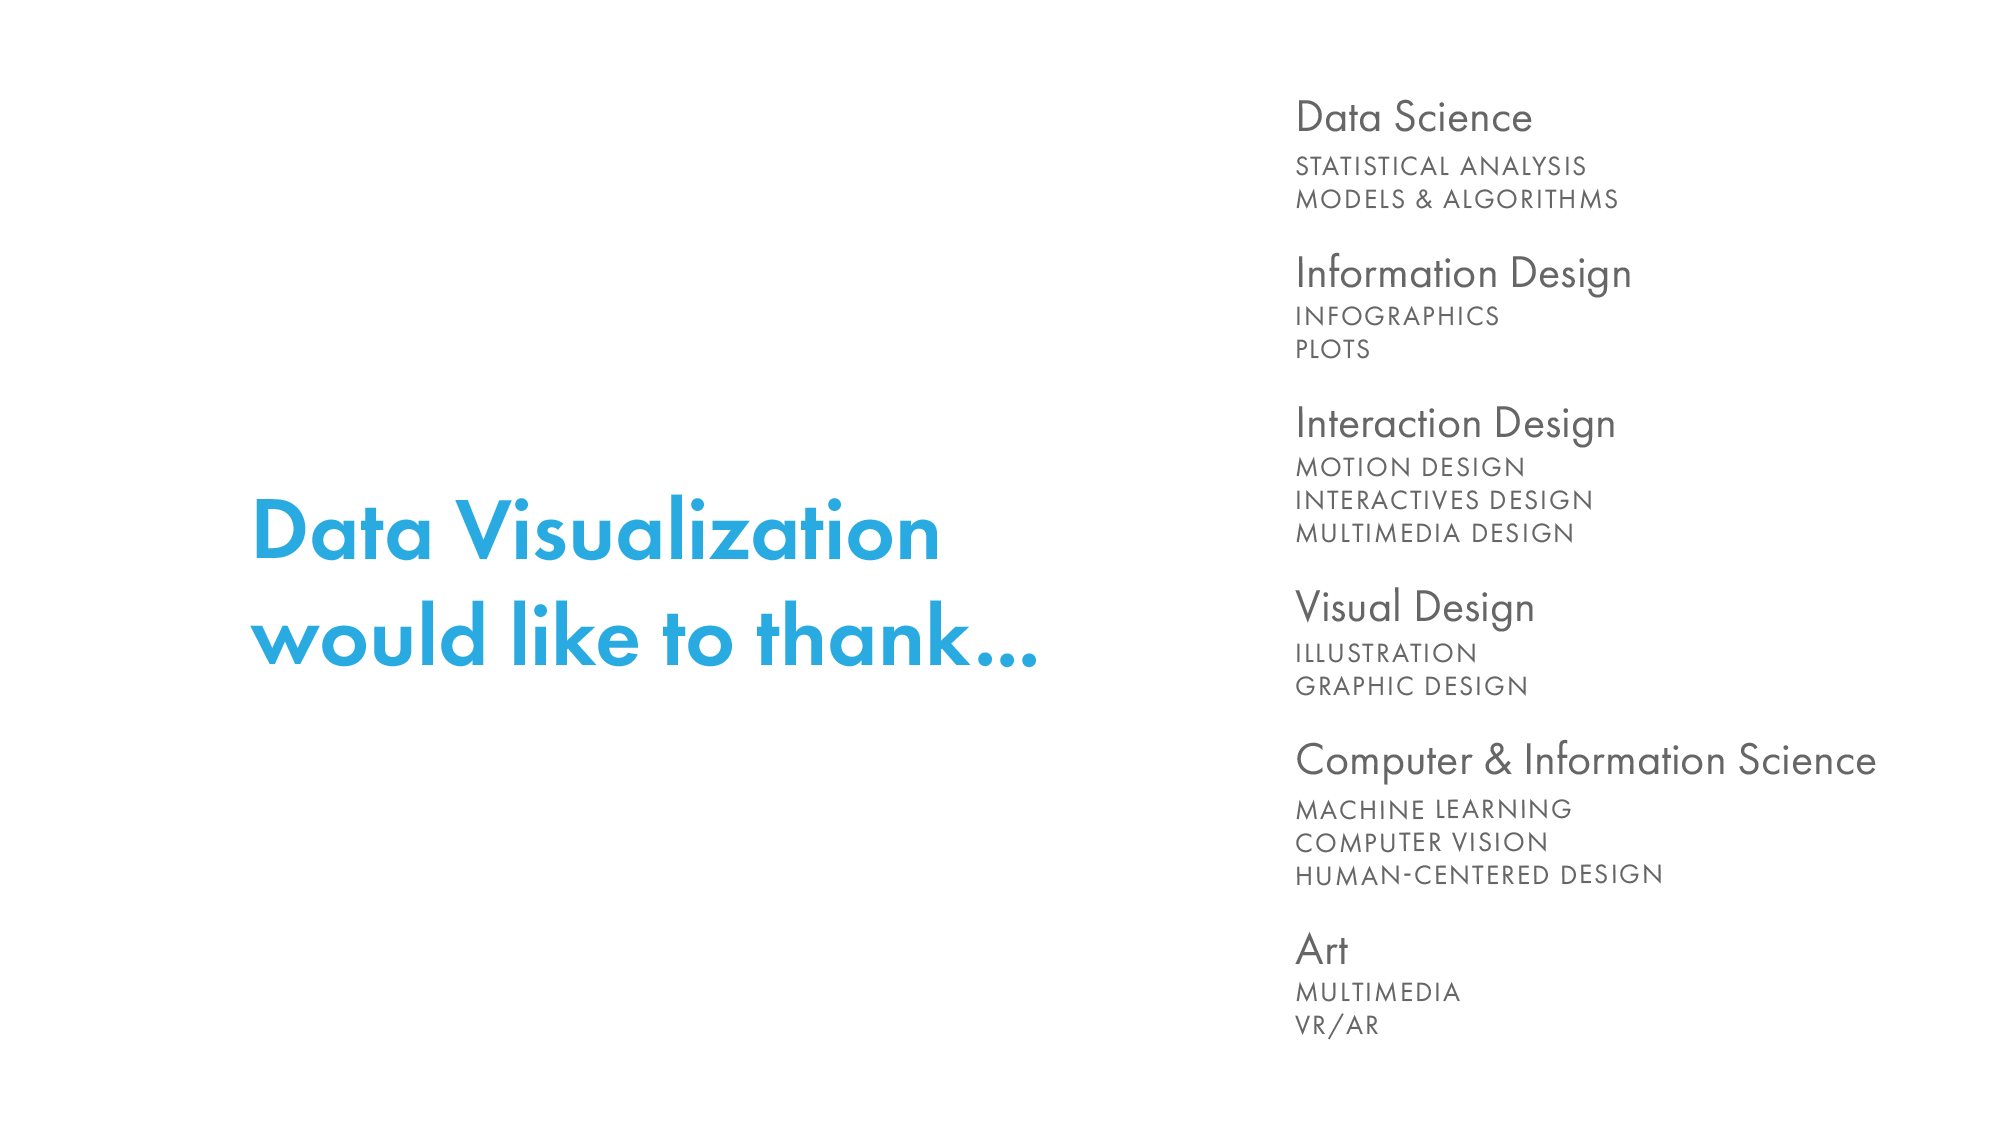 Data Visualization
would like to thank...
Data Science
STATISTICAL ANALYSIS
MODELS & ALGORITHMS
Information Design
INFOGRAPHICS
PLOTS
Interaction Design
MOTION DESIGN
INTERACTIVES DESIGN
MULTIMEDIA DESIGN
Visual Design
ILLUSTRATION
GRAPHIC DESIGN
Computer & Information Science
MACHINE LEARNING
COMPUTER VISION
HUMAN-CENTERED DESIGN
Art
MULTIMEDIA
VR/AR